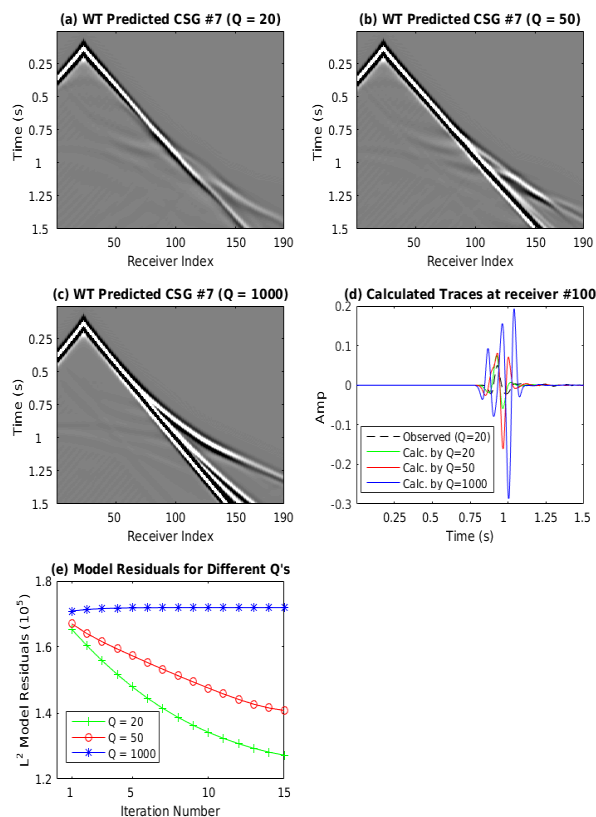 (a) WT Predicted CSG #7 (Q = 20)
0.25
0.5
0.75
1
1.25
1.5
Time (s)
50
100
150
190
Receiver Index
(b) WT Predicted CSG #7 (Q = 50)
0.25
0.5
0.75
1
1.25
1.5
Time (s)
50
100
150
190
Receiver Index
(c) WT Predicted CSG #7 (Q = 1000)
0.25
0.5
0.75
1
1.25
1.5
Time (s)
50
100
150
190
Receiver Index
(d) Calculated Traces at receiver #100
0.2
0.1
0
-0.1
-0.2
-0.3
Amp
Observed (Q=20)
Calc. by Q=20
Calc. by Q=50
Calc. by Q=1000
0.25
0.5
0.75
1
1.25
1.5
Time (s)
(e) Model Residuals for Different Q's
1.8
1.6
1.4
1.2
L² Model Residuals (10⁵)
Q = 20
Q = 50
Q = 1000
1
5
10
15
Iteration Number